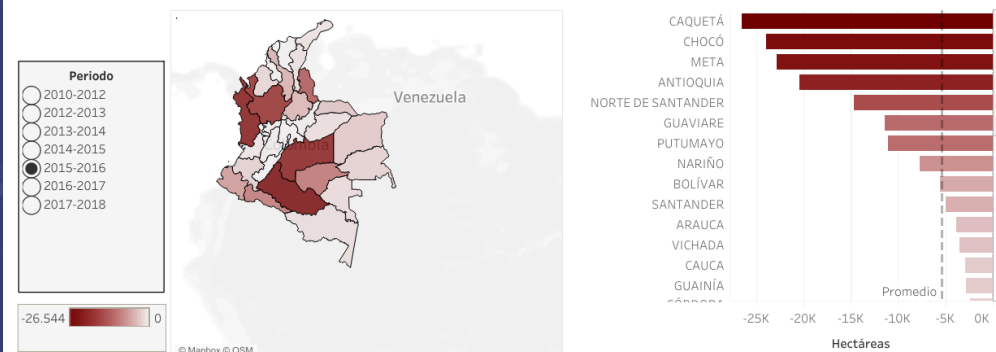 Periodo
2010-2012
2012-2013
2013-2014
2014-2015
2015-2016
2016-2017
2017-2018
-26.544
0
Venezuela
Colombia
© Mapbox © OSM
CAQUETÁ
CHOCÓ
META
ANTIOQUIA
NORTE DE SANTANDER
GUAVIARE
PUTUMAYO
NARIÑO
BOLÍVAR
SANTANDER
ARAUCA
VICHADA
CAUCA
GUAINÍA
CÓRDOBA
Promedio
-25K -20K -15K -10K -5K 0K
Hectáreas